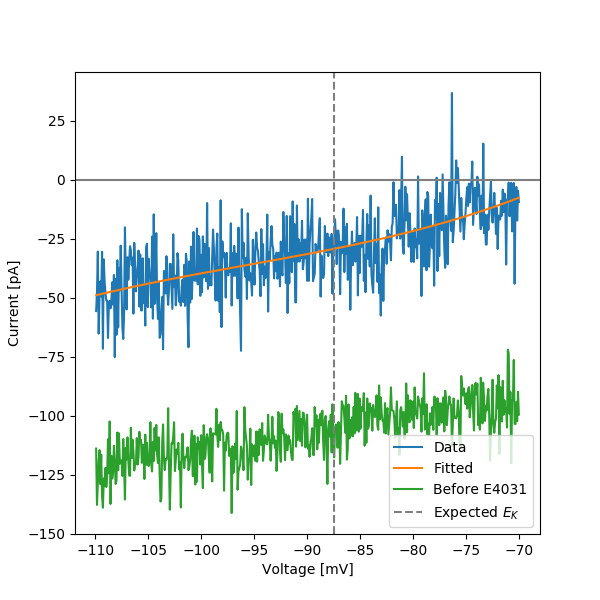 25
0
−25
−50
−75
−100
−125
−150
Current [pA]
Data
Fitted
Before E4031
Expected E_K
−110 −105 −100 −95 −90 −85 −80 −75 −70
Voltage [mV]